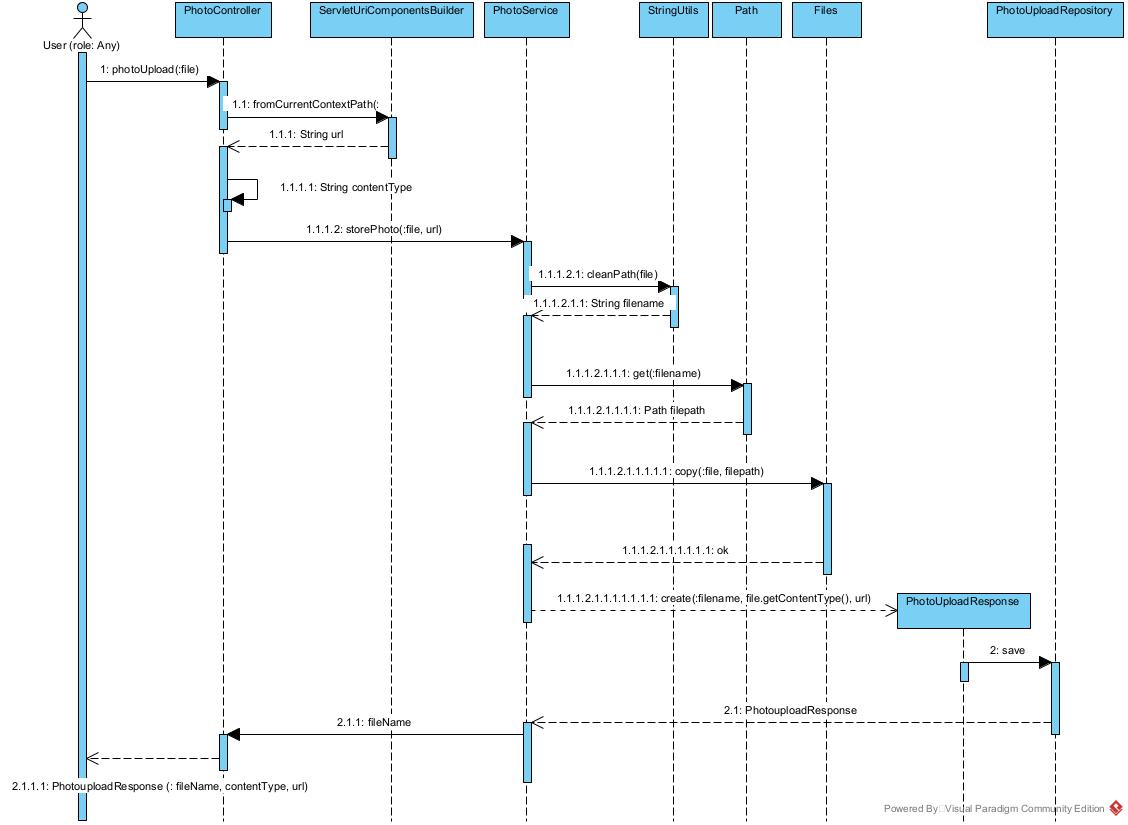 PhotoController
ServletUriComponentsBuilder
PhotoService
StringUtils
Path
Files
PhotoUploadRepository
User (role: Any)
1: photoUpload(:file)
1.1: fromCurrentContextPath(:
1.1.1: String url
1.1.1.1: String contentType
1.1.1.2: storePhoto(:file, url)
1.1.1.2.1: cleanPath(file)
1.1.1.2.1.1: String filename
1.1.1.2.1.1.1: get(:filename)
1.1.1.2.1.1.1.1: Path filepath
1.1.1.2.1.1.1.1.1: copy(:file, filepath)
1.1.1.2.1.1.1.1.1.1: ok
1.1.1.2.1.1.1.1.1.1.1: create(:filename, file.getContentType(), url)
PhotoUploadResponse
2: save
2.1: PhotouploadResponse
2.1.1: fileName
2.1.1.1: PhotouploadResponse (: fileName, contentType, url)
Powered By Visual Paradigm Community Edition